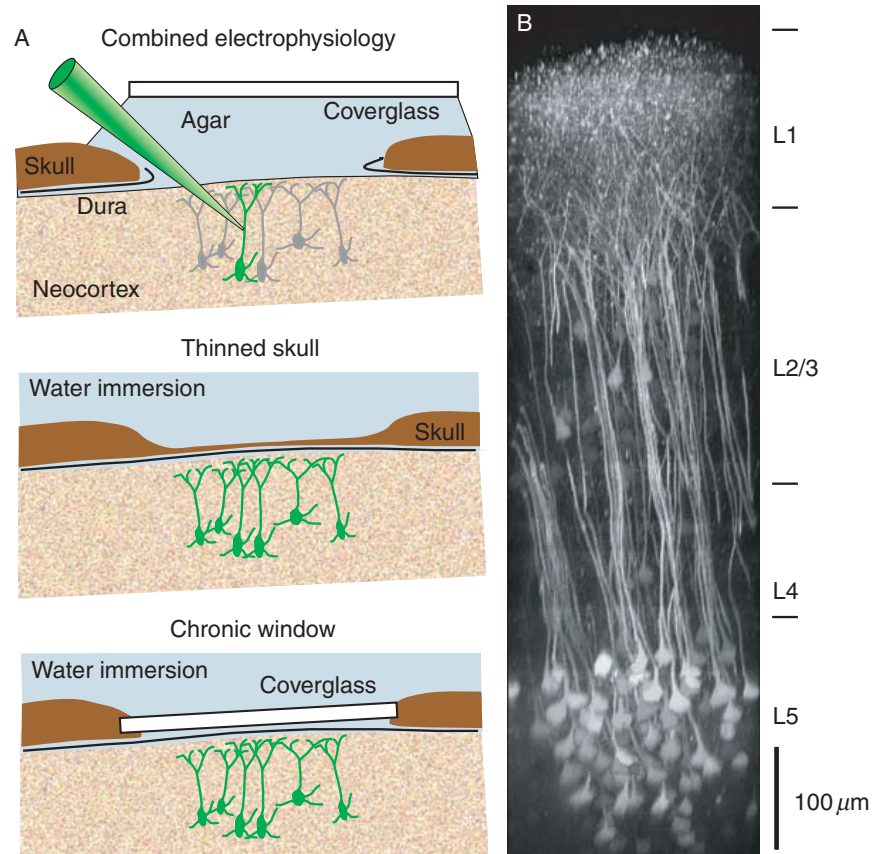 A
Combined electrophysiology
Agar
Coverglass
Skull
Dura
Neocortex
Thinned skull
Water immersion
Skull
Chronic window
Water immersion
Coverglass
B
L1
L2/3
L4
L5
100 μm